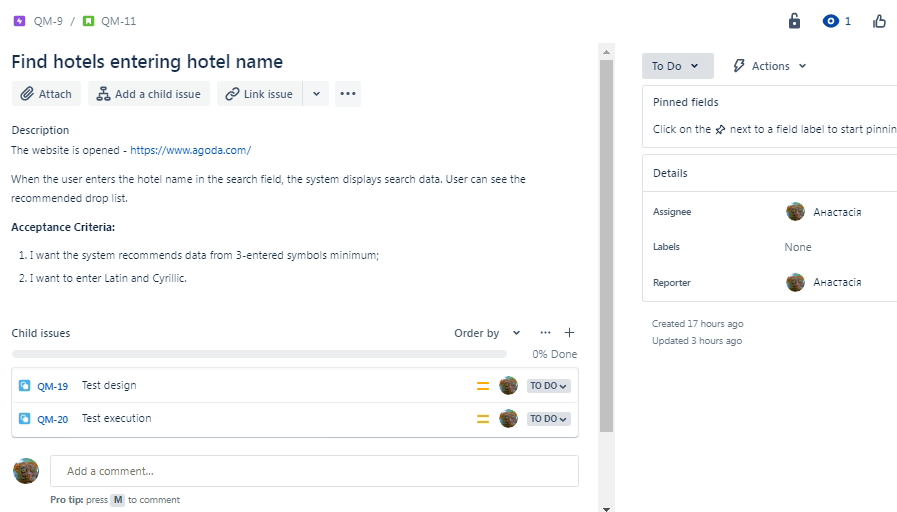 QM-9 / QM-11
1
Find hotels entering hotel name
Attach Add a child issue Link issue
Description
The website is opened - https://www.agoda.com/
When the user enters the hotel name in the search field, the system displays search data. User can see the
recommended drop list.
Acceptance Criteria:
1. I want the system recommends data from 3-entered symbols minimum;
2. I want to enter Latin and Cyrillic.
Child issues Order by
0% Done
QM-19 Test design TO DO
QM-20 Test execution TO DO
Add a comment...
Pro tip: press M to comment
To Do Actions
Pinned fields
Click on the next to a field label to start pinnin
Details
Assignee Анастасія
Labels None
Reporter Анастасія
Created 17 hours ago
Updated 3 hours ago